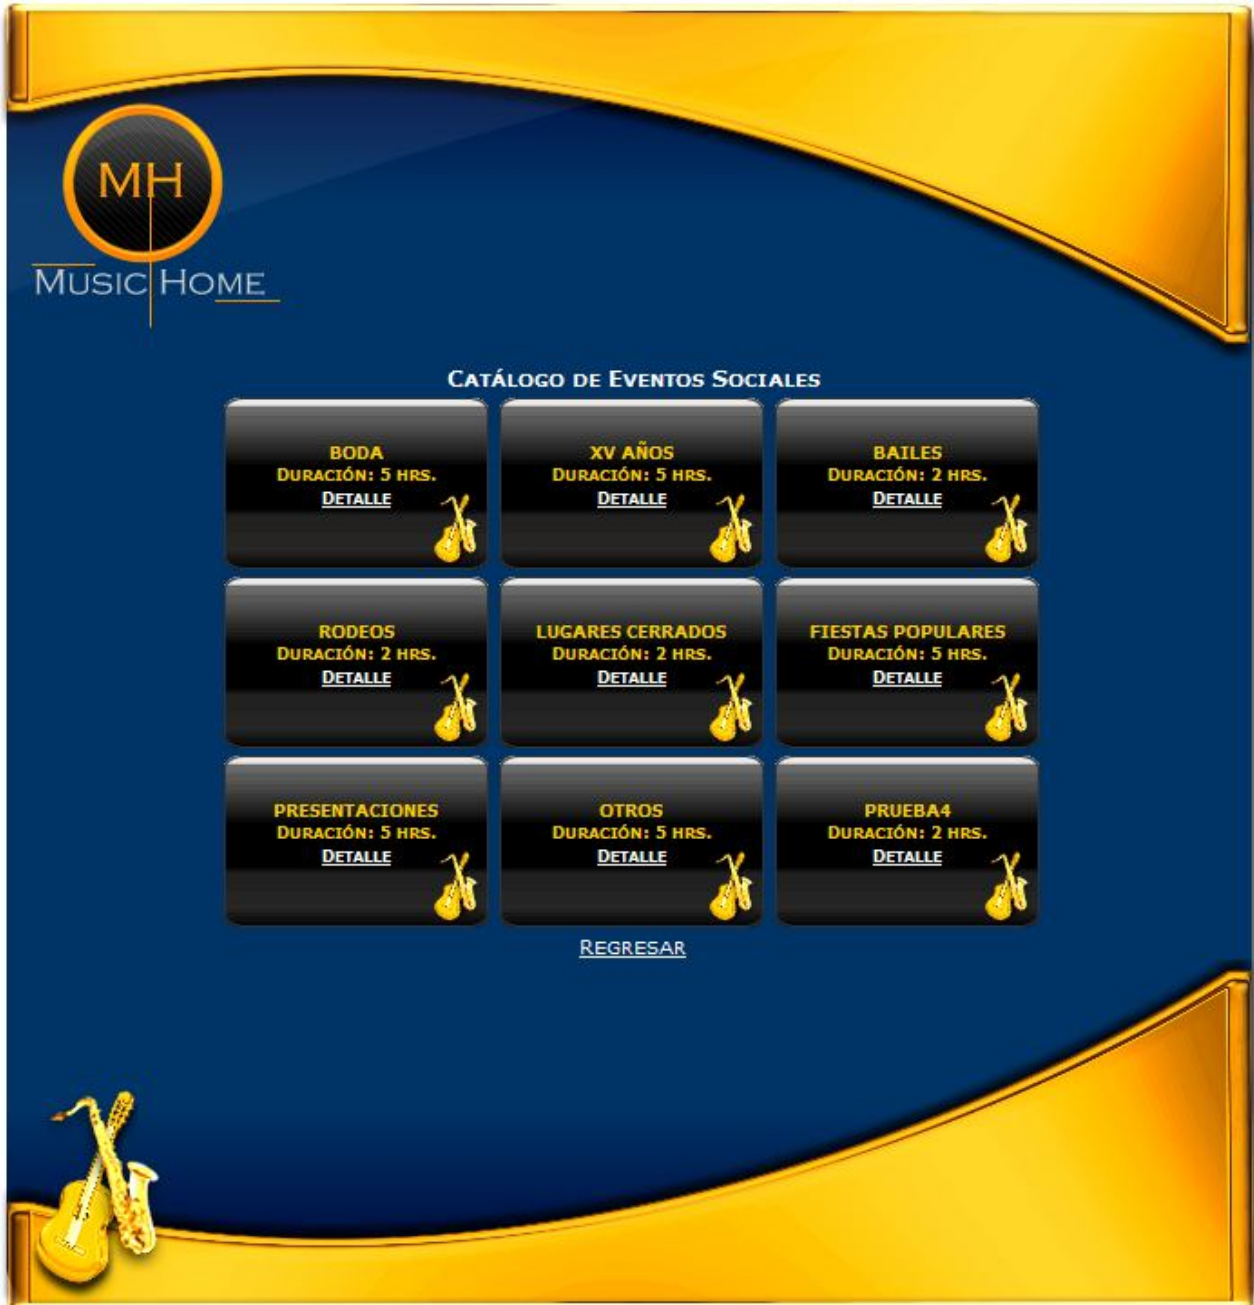 MH
MUSIC HOME
CATÁLOGO DE EVENTOS SOCIALES
BODA
DURACIÓN: 5 HRS.
DETALLE
XV AÑOS
DURACIÓN: 5 HRS.
DETALLE
BAILES
DURACIÓN: 2 HRS.
DETALLE
RODEOS
DURACIÓN: 2 HRS.
DETALLE
LUGARES CERRADOS
DURACIÓN: 2 HRS.
DETALLE
FIESTAS POPULARES
DURACIÓN: 5 HRS.
DETALLE
PRESENTACIONES
DURACIÓN: 5 HRS.
DETALLE
OTROS
DURACIÓN: 5 HRS.
DETALLE
PRUEBA4
DURACIÓN: 2 HRS.
DETALLE
REGRESAR